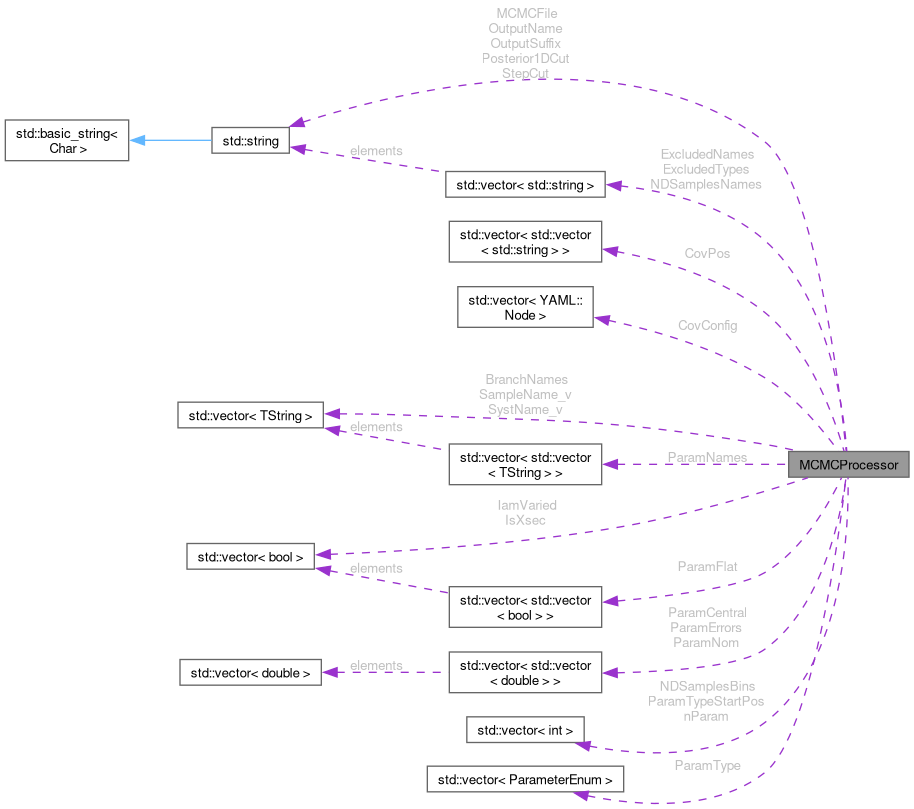 MCMCFile
OutputName
OutputSuffix
Posterior1DCut
StepCut
std::basic_string<
Char >
std::string
elements
std::vector< std::string >
ExcludedNames
ExcludedTypes
NDSamplesNames
std::vector< std::vector
< std::string > >
CovPos
std::vector< YAML::
Node >
CovConfig
BranchNames
SampleName_v
SystName_v
std::vector< TString >
elements
std::vector< std::vector
< TString > >
ParamNames
MCMCProcessor
IamVaried
IsXsec
std::vector< bool >
elements
std::vector< std::vector
< bool > >
ParamFlat
ParamCentral
ParamErrors
ParamNom
std::vector< double >
elements
std::vector< std::vector
< double > >
NDSamplesBins
ParamTypeStartPos
nParam
std::vector< int >
ParamType
std::vector< ParameterEnum >